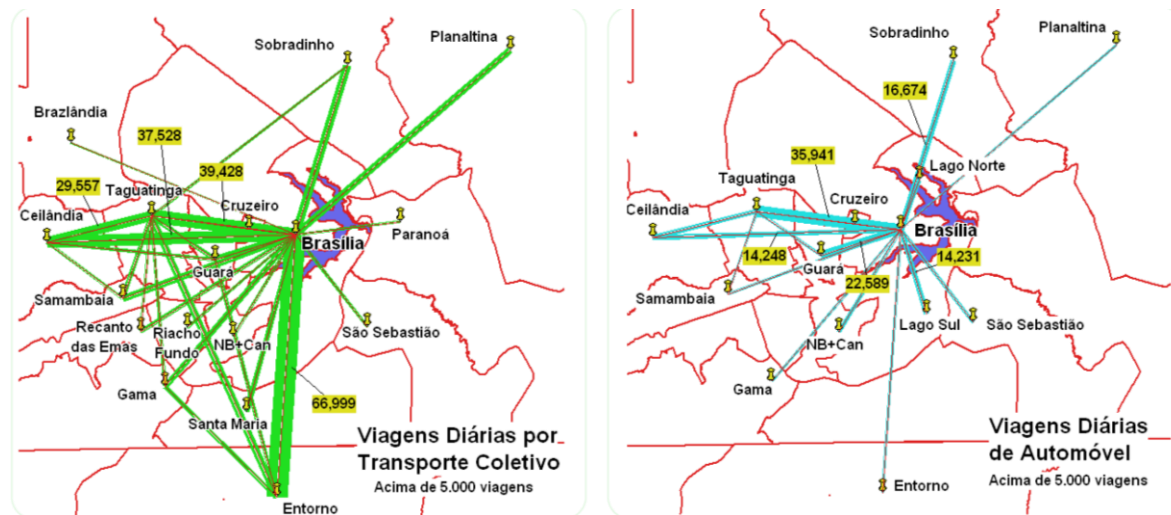 Sobradinho
Planaltina
Brazlândia
37,528
39,428
29,557
Taguatinga
Cruzeiro
Ceilândia
Paranoá
Brasília
Guará
Samambaia
Recanto
das Emas
Riacho
Fundo
NB+Can
São Sebastião
Gama
Santa Maria
66,999
Viagens Diárias por
Transporte Coletivo
Acima de 5.000 viagens
Entorno
Sobradinho
Planaltina
16,674
35,941
Lago Norte
Taguatinga
Cruzeiro
Ceilândia
Brasília
14,248
Guará
14,231
22,589
Samambaia
Lago Sul
São Sebastião
NB+Can
Gama
Viagens Diárias
de Automóvel
Acima de 5.000 viagens
Entorno